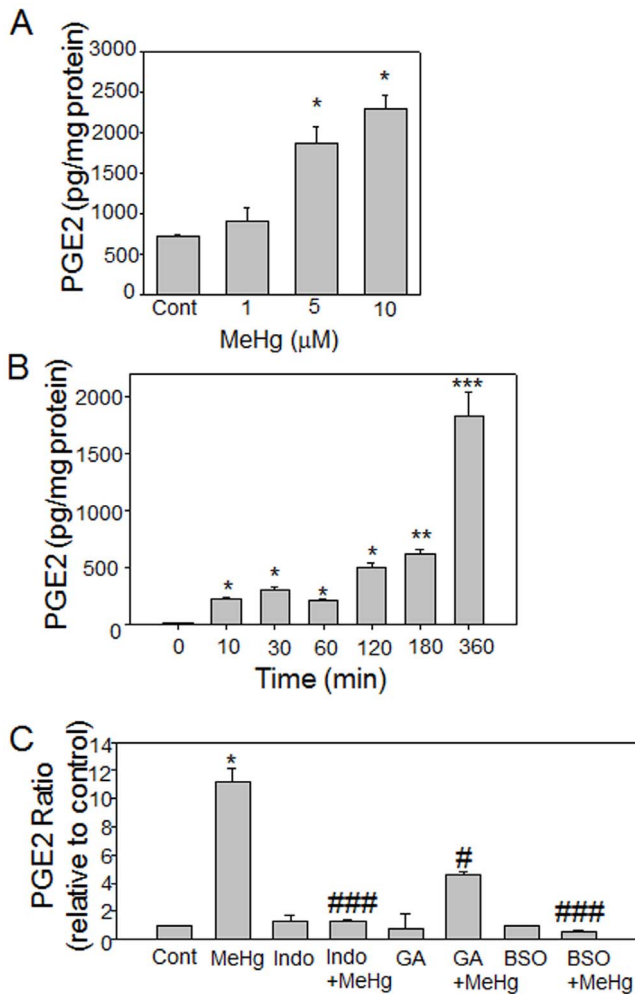 A
PGE2 (pg/mg protein)
3000
2500
2000
1500
1000
500
0
* *
Cont 1 5 10
MeHg (μM)
B
PGE2 (pg/mg protein)
2000
1500
1000
500
0
* * * * ** ***
0 10 30 60 120 180 360
Time (min)
C
PGE2 Ratio
(relative to control)
14
12
10
8
6
4
2
0
* ### # ###
Cont MeHg Indo Indo GA GA BSO BSO
+MeHg +MeHg +MeHg